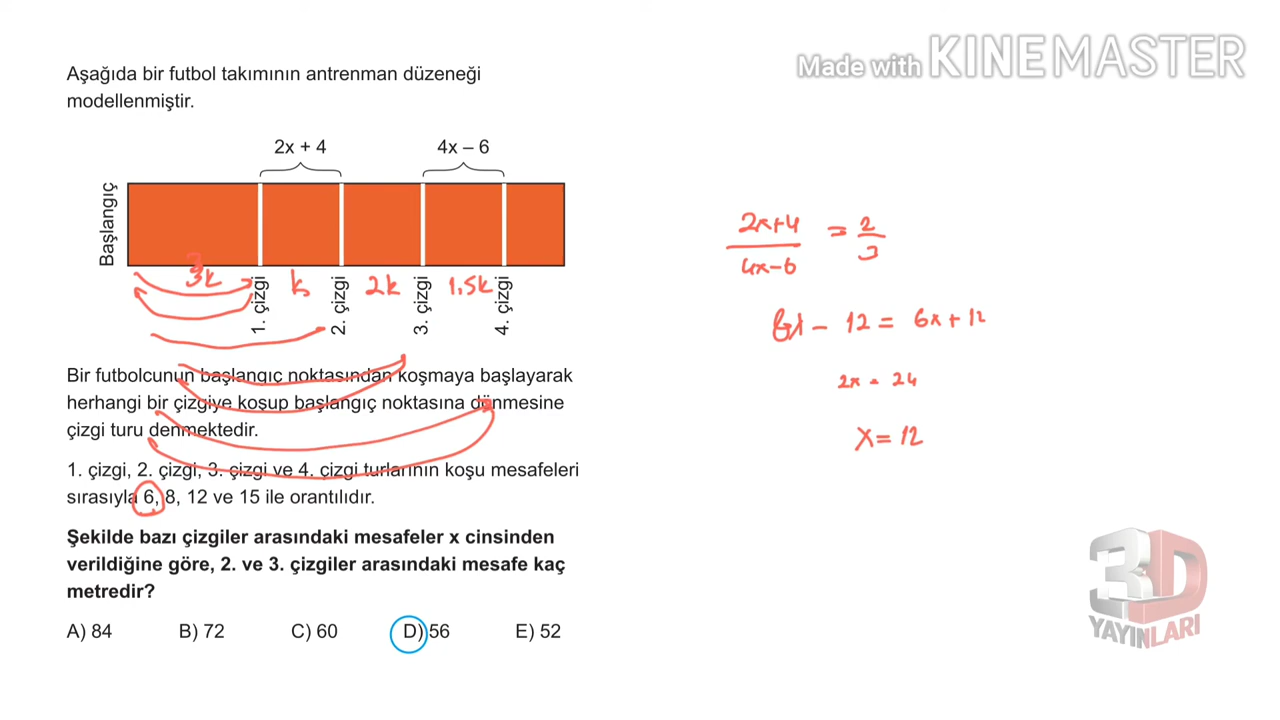 Made with KINEMASTER
Aşağıda bir futbol takımının antrenman düzeneği
modellenmiştir.
2x + 4
4x – 6
Başlangıç
3k
k
2k
1.5k
1. çizgi
2. çizgi
3. çizgi
4. çizgi
Bir futbolcunun başlangıç noktasından koşmaya başlayarak
herhangi bir çizgiye koşup başlangıç noktasına dönmesine
çizgi turu denmektedir.
1. çizgi, 2. çizgi, 3. çizgi ve 4. çizgi turlarının koşu mesafeleri
sırasıyla 6, 8, 12 ve 15 ile orantılıdır.
Şekilde bazı çizgiler arasındaki mesafeler x cinsinden
verildiğine göre, 2. ve 3. çizgiler arasındaki mesafe kaç
metredir?
A) 84 B) 72 C) 60 D) 56 E) 52
2x+4
4x-6
= 2
3
- 12 = 6x + 12
2x = 24
x = 12
3D
YAYINLARI